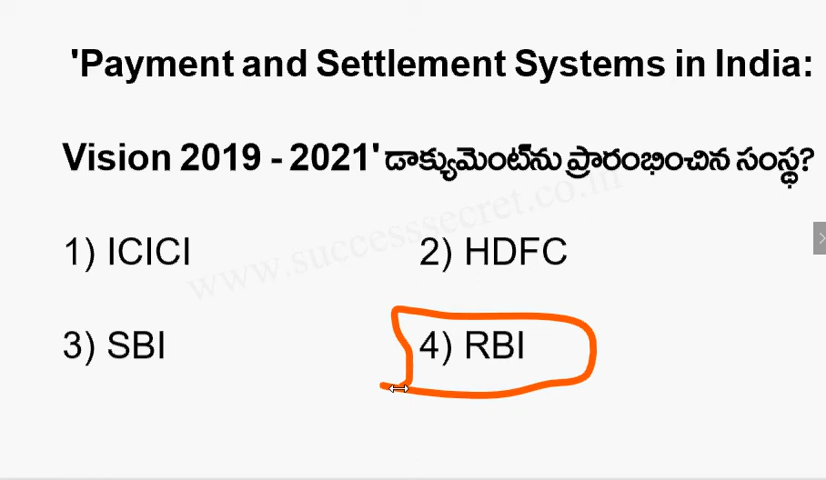 'Payment and Settlement Systems in India:
Vision 2019 - 2021' డాక్యుమెంట్‌ను ప్రారంభించిన సంస్థ?
www.successsecret.co.in
1) ICICI 2) HDFC
3) SBI 4) RBI